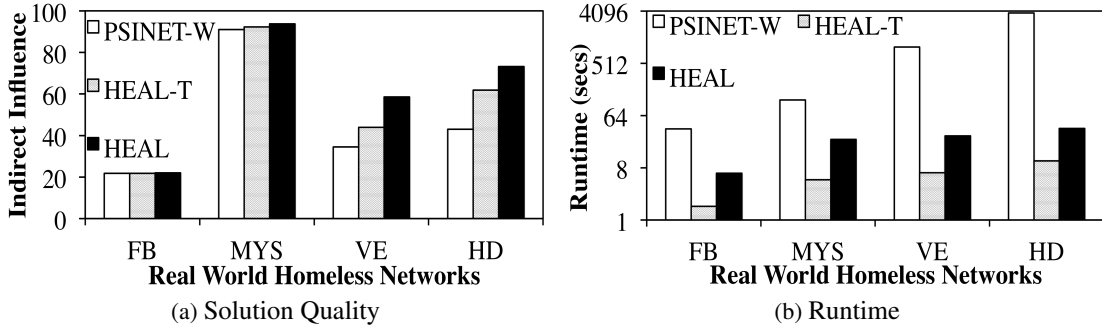 100
80
60
40
20
0
Indirect Influence
PSINET-W
HEAL-T
HEAL
FB MYS VE HD
Real World Homeless Networks
(a) Solution Quality
4096
512
64
8
1
Runtime (secs)
PSINET-W HEAL-T
HEAL
FB MYS VE HD
Real World Homeless Networks
(b) Runtime